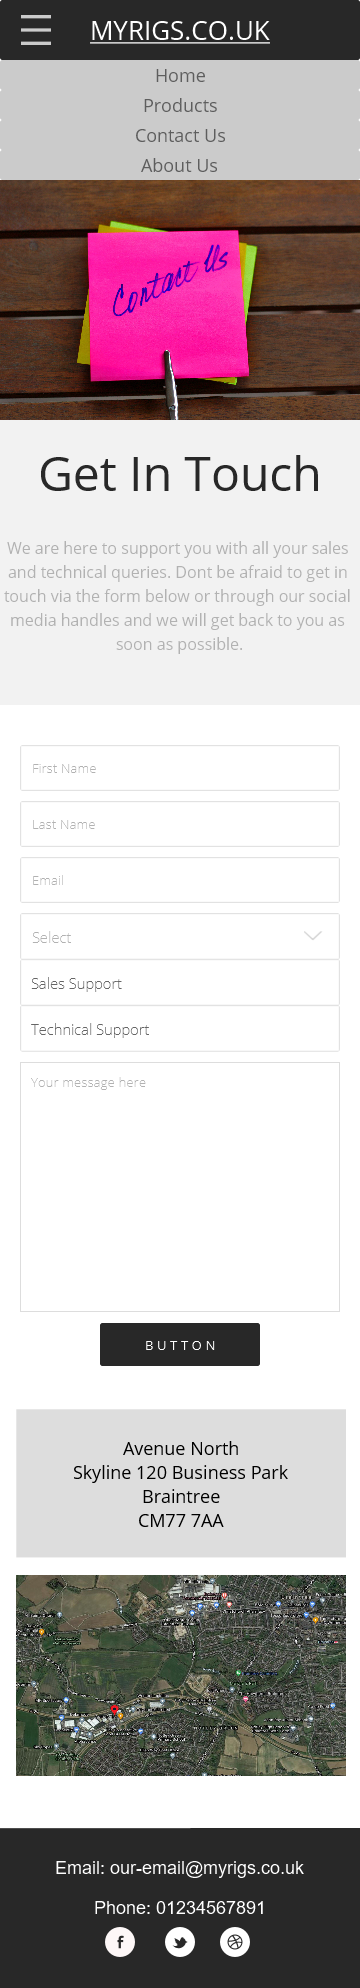 MYRIGS.CO.UK
Home
Products
Contact Us
About Us
Contact Us
Get In Touch
We are here to support you with all your sales
and technical queries. Dont be afraid to get in
touch via the form below or through our social
media handles and we will get back to you as
soon as possible.
First Name
Last Name
Email
Select
Sales Support
Technical Support
Your message here
BUTTON
Avenue North
Skyline 120 Business Park
Braintree
CM77 7AA
Email: our-email@myrigs.co.uk
Phone: 01234567891